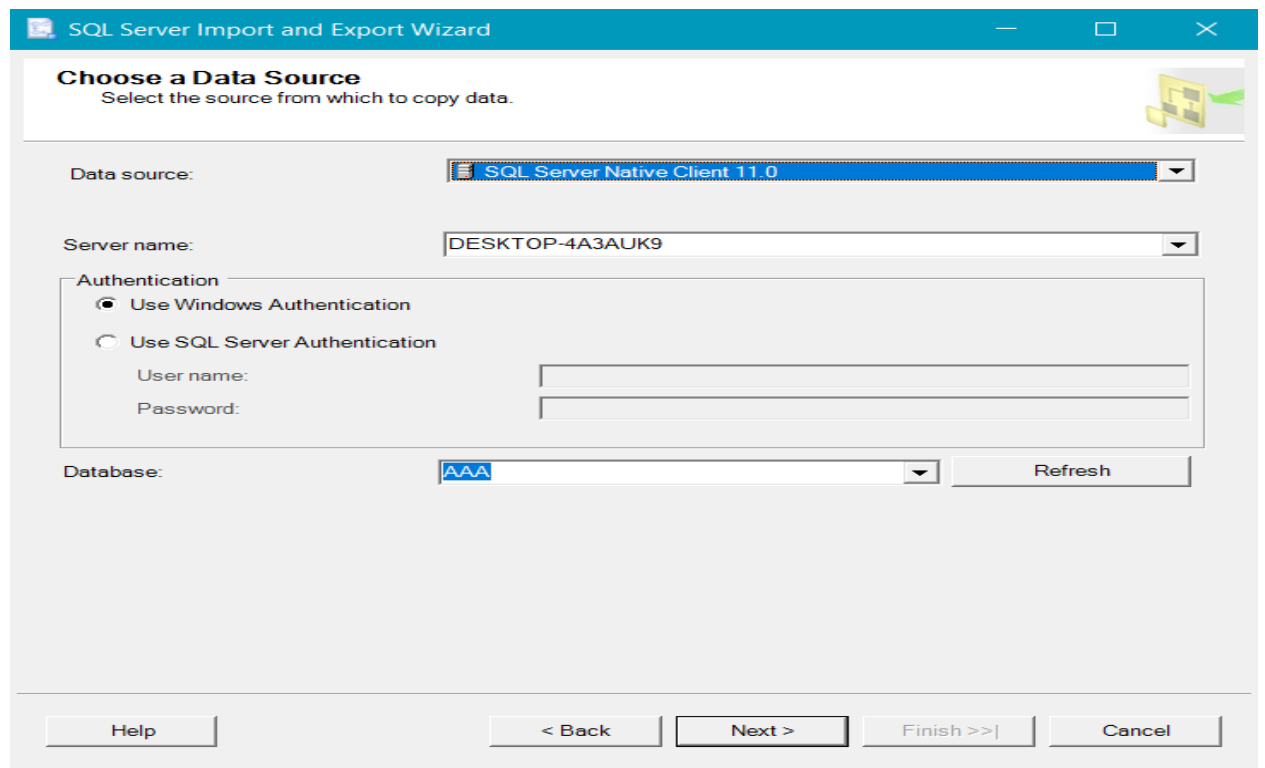 SQL Server Import and Export Wizard
Choose a Data Source
Select the source from which to copy data.
Data source: SQL Server Native Client 11.0
Server name: DESKTOP-4A3AUK9
Authentication
Use Windows Authentication
Use SQL Server Authentication
User name:
Password:
Database: AAA Refresh
Help < Back Next > Finish >>| Cancel